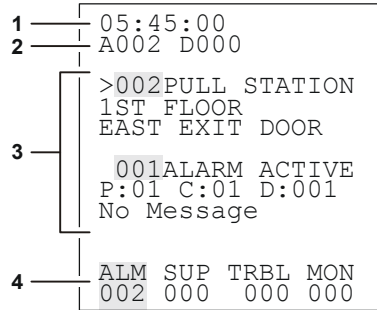 1 05:45:00
2 A002 D000
>002PULL STATION
1ST FLOOR
EAST EXIT DOOR
3
001ALARM ACTIVE
P:01 C:01 D:001
No Message
ALM SUP TRBL MON
4
002 000 000 000